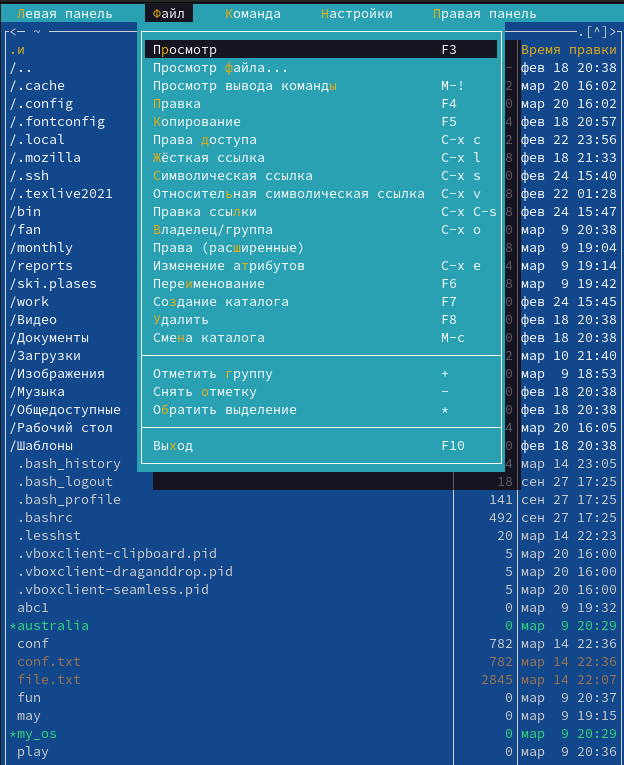 Левая панель Файл Команда Настройки Правая панель
<— ~ .[^]>
.и Время правки
Просмотр F3
/.. Просмотр файла... фев 18 20:38
/.cache Просмотр вывода команды M-! мар 20 16:02
/.config Правка F4 мар 20 16:02
/.fontconfig Копирование F5 фев 18 20:57
/.local Права доступа C-x c фев 22 23:56
/.mozilla Жёсткая ссылка C-x l фев 18 21:33
/.ssh Символическая ссылка C-x s фев 24 15:40
/.texlive2021 Относительная символическая ссылка C-x v фев 22 01:28
/bin Правка ссылки C-x C-s фев 24 15:47
/fan Владелец/группа C-x o мар 9 20:38
/monthly Права (расширенные) мар 9 19:04
/reports Изменение атрибутов C-x e мар 9 19:14
/ski.plases Переименование F6 мар 9 19:42
/work Создание каталога F7 фев 24 15:45
/Видео Удалить F8 фев 18 20:38
/Документы Смена каталога M-c фев 18 20:38
/Загрузки мар 10 21:40
/Изображения Отметить группу + мар 9 18:53
/Музыка Снять отметку - фев 18 20:38
/Общедоступные Обратить выделение * фев 18 20:38
/Рабочий стол мар 20 16:05
/Шаблоны Выход F10 фев 18 20:38
.bash_history мар 14 23:05
.bash_logout 18 сен 27 17:25
.bash_profile 141 сен 27 17:25
.bashrc 492 сен 27 17:25
.lesshst 20 мар 14 22:23
.vboxclient-clipboard.pid 5 мар 20 16:00
.vboxclient-draganddrop.pid 5 мар 20 16:00
.vboxclient-seamless.pid 5 мар 20 16:00
abc1 0 мар 9 19:32
*australia 0 мар 9 20:29
conf 782 мар 14 22:36
conf.txt 782 мар 14 22:36
file.txt 2845 мар 14 22:07
fun 0 мар 9 20:37
may 0 мар 9 19:15
*my_os 0 мар 9 20:29
play 0 мар 9 20:36